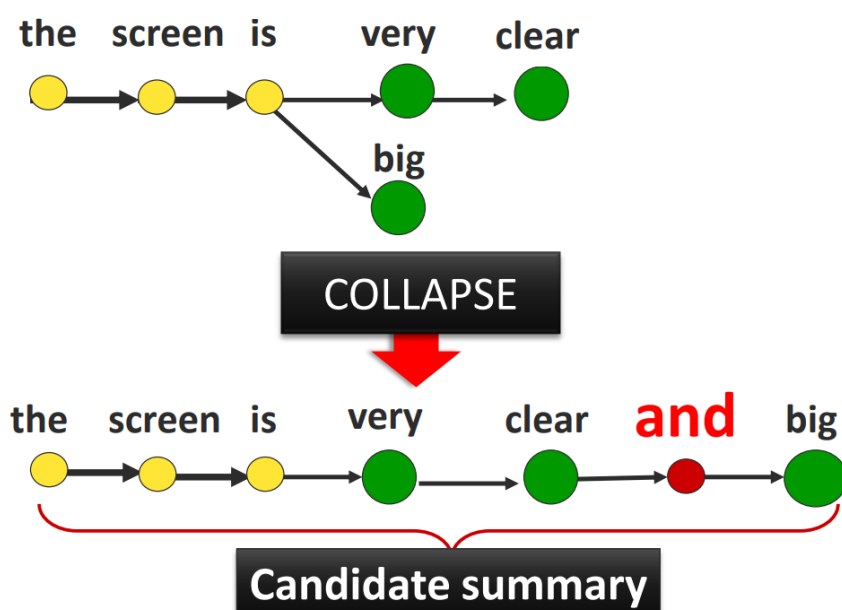 the screen is very clear
big
COLLAPSE
the screen is very clear and big
Candidate summary